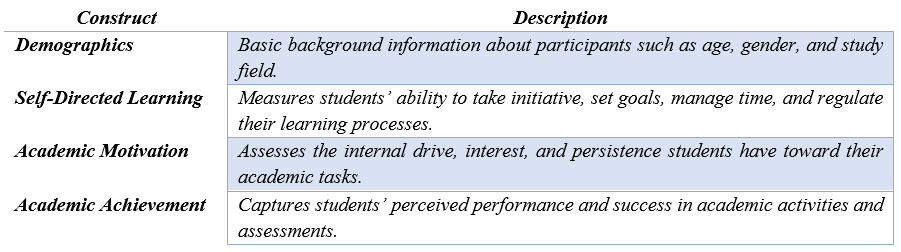 Construct Description
Demographics Basic background information about participants such as age, gender, and study
field.
Self-Directed Learning Measures students’ ability to take initiative, set goals, manage time, and regulate
their learning processes.
Academic Motivation Assesses the internal drive, interest, and persistence students have toward their
academic tasks.
Academic Achievement Captures students’ perceived performance and success in academic activities and
assessments.